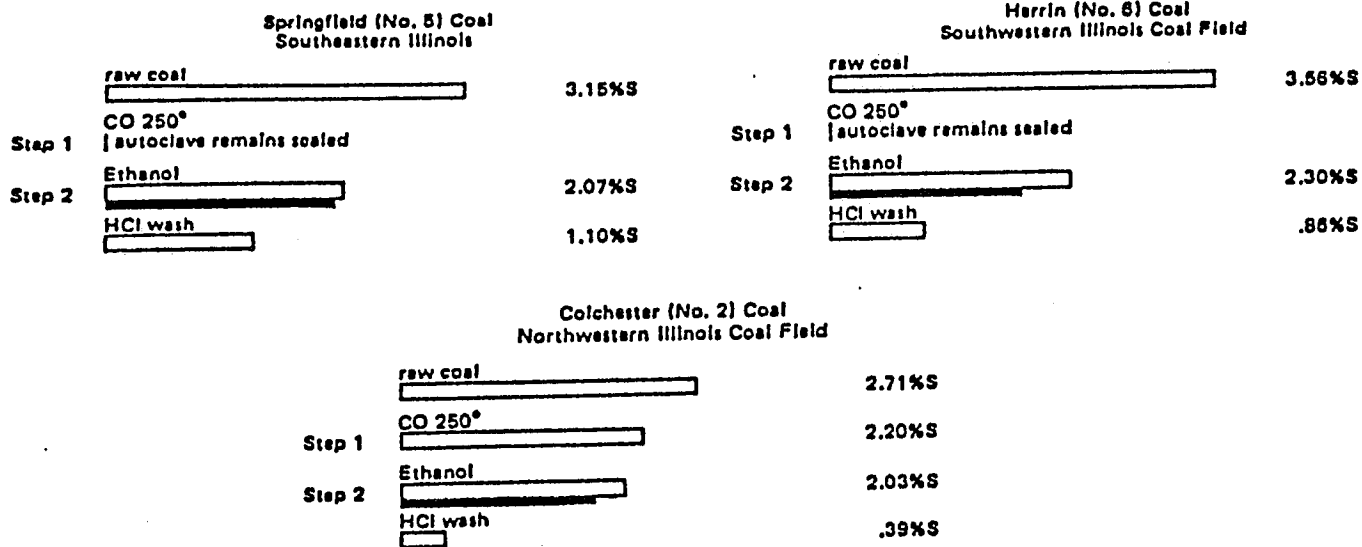 Springfield (No. 5) Coal
Southeastern Illinois
raw coal
3.15%S
CO 250°
Step 1 | autoclave remains sealed
Ethanol
Step 2 2.07%S
HCl wash
1.10%S
Herrin (No. 6) Coal
Southwestern Illinois Coal Field
raw coal
3.56%S
CO 250°
Step 1 | autoclave remains sealed
Ethanol
Step 2 2.30%S
HCl wash
.86%S
Colchester (No. 2) Coal
Northwestern Illinois Coal Field
raw coal
2.71%S
CO 250°
Step 1 2.20%S
Ethanol
Step 2 2.03%S
HCl wash
.39%S